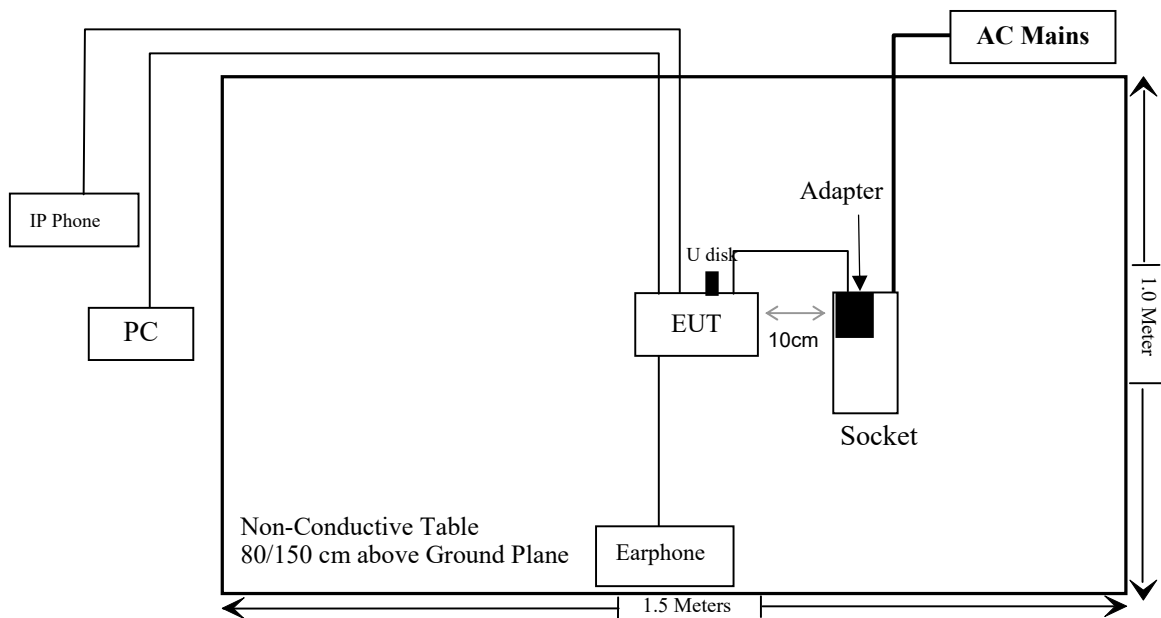 AC Mains
Adapter
IP Phone
U disk
PC
EUT
10cm
1.0 Meter
Socket
Non-Conductive Table
80/150 cm above Ground Plane
Earphone
1.5 Meters